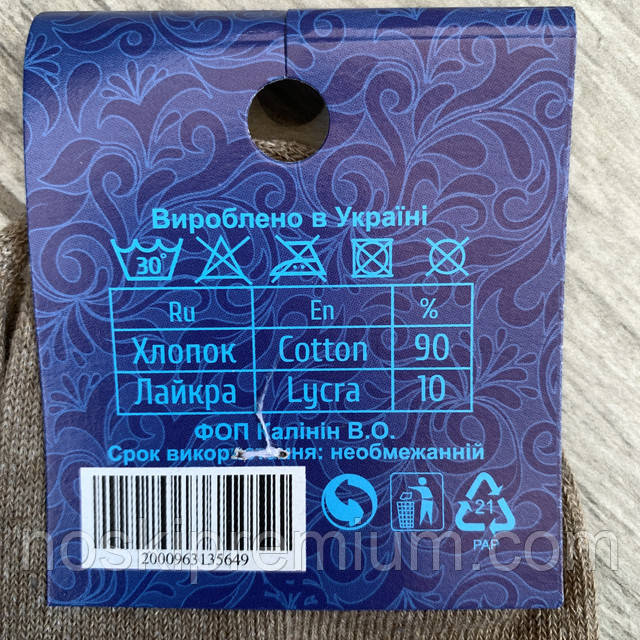 Вироблено в Україні
30°
Ru En %
Хлопок Cotton 90
Лайкра Lycra 10
ФОП Калінін В.О.
Срок використання: необмежанній
2000963135649
21
PAP
noskipremium.com